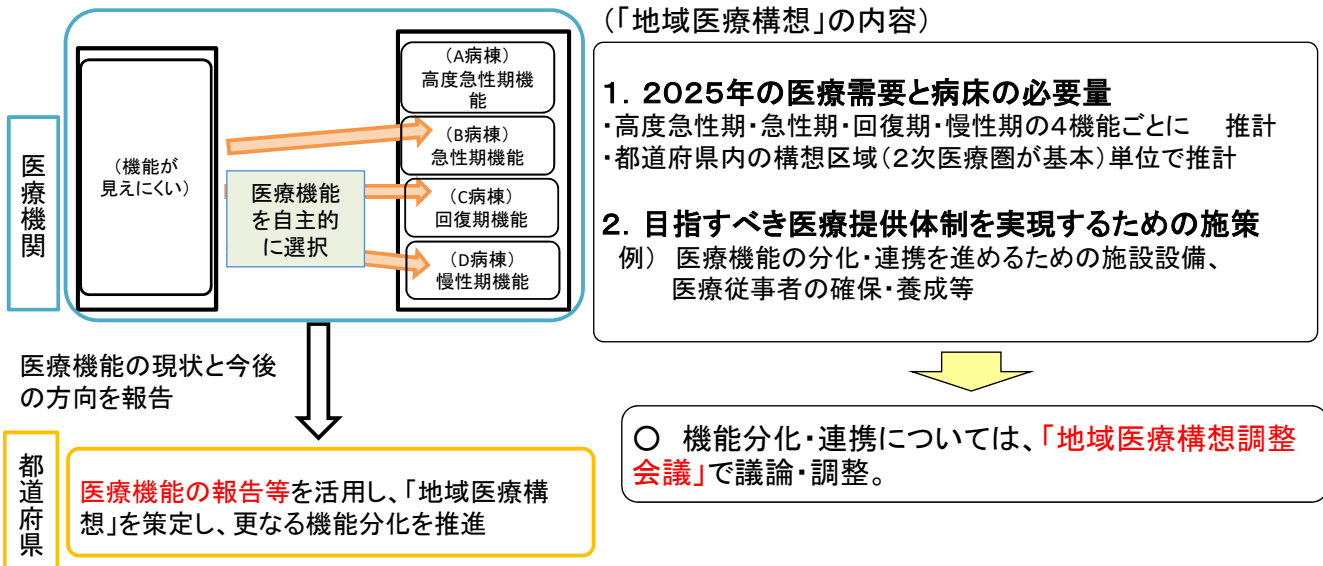 医療機関
（機能が
見えにくい）
医療機能
を自主的
に選択
（A病棟）
高度急性期機
能
（B病棟）
急性期機能
（C病棟）
回復期機能
（D病棟）
慢性期機能
医療機能の現状と今後
の方向を報告
都道府県
医療機能の報告等を活用し、「地域医療構
想」を策定し、更なる機能分化を推進
（「地域医療構想」の内容）
１．２０２５年の医療需要と病床の必要量
・高度急性期・急性期・回復期・慢性期の４機能ごとに　推計
・都道府県内の構想区域（２次医療圏が基本）単位で推計
２．目指すべき医療提供体制を実現するための施策
例）　医療機能の分化・連携を進めるための施設設備、
医療従事者の確保・養成等
○　機能分化・連携については、「地域医療構想調整
会議」で議論・調整。